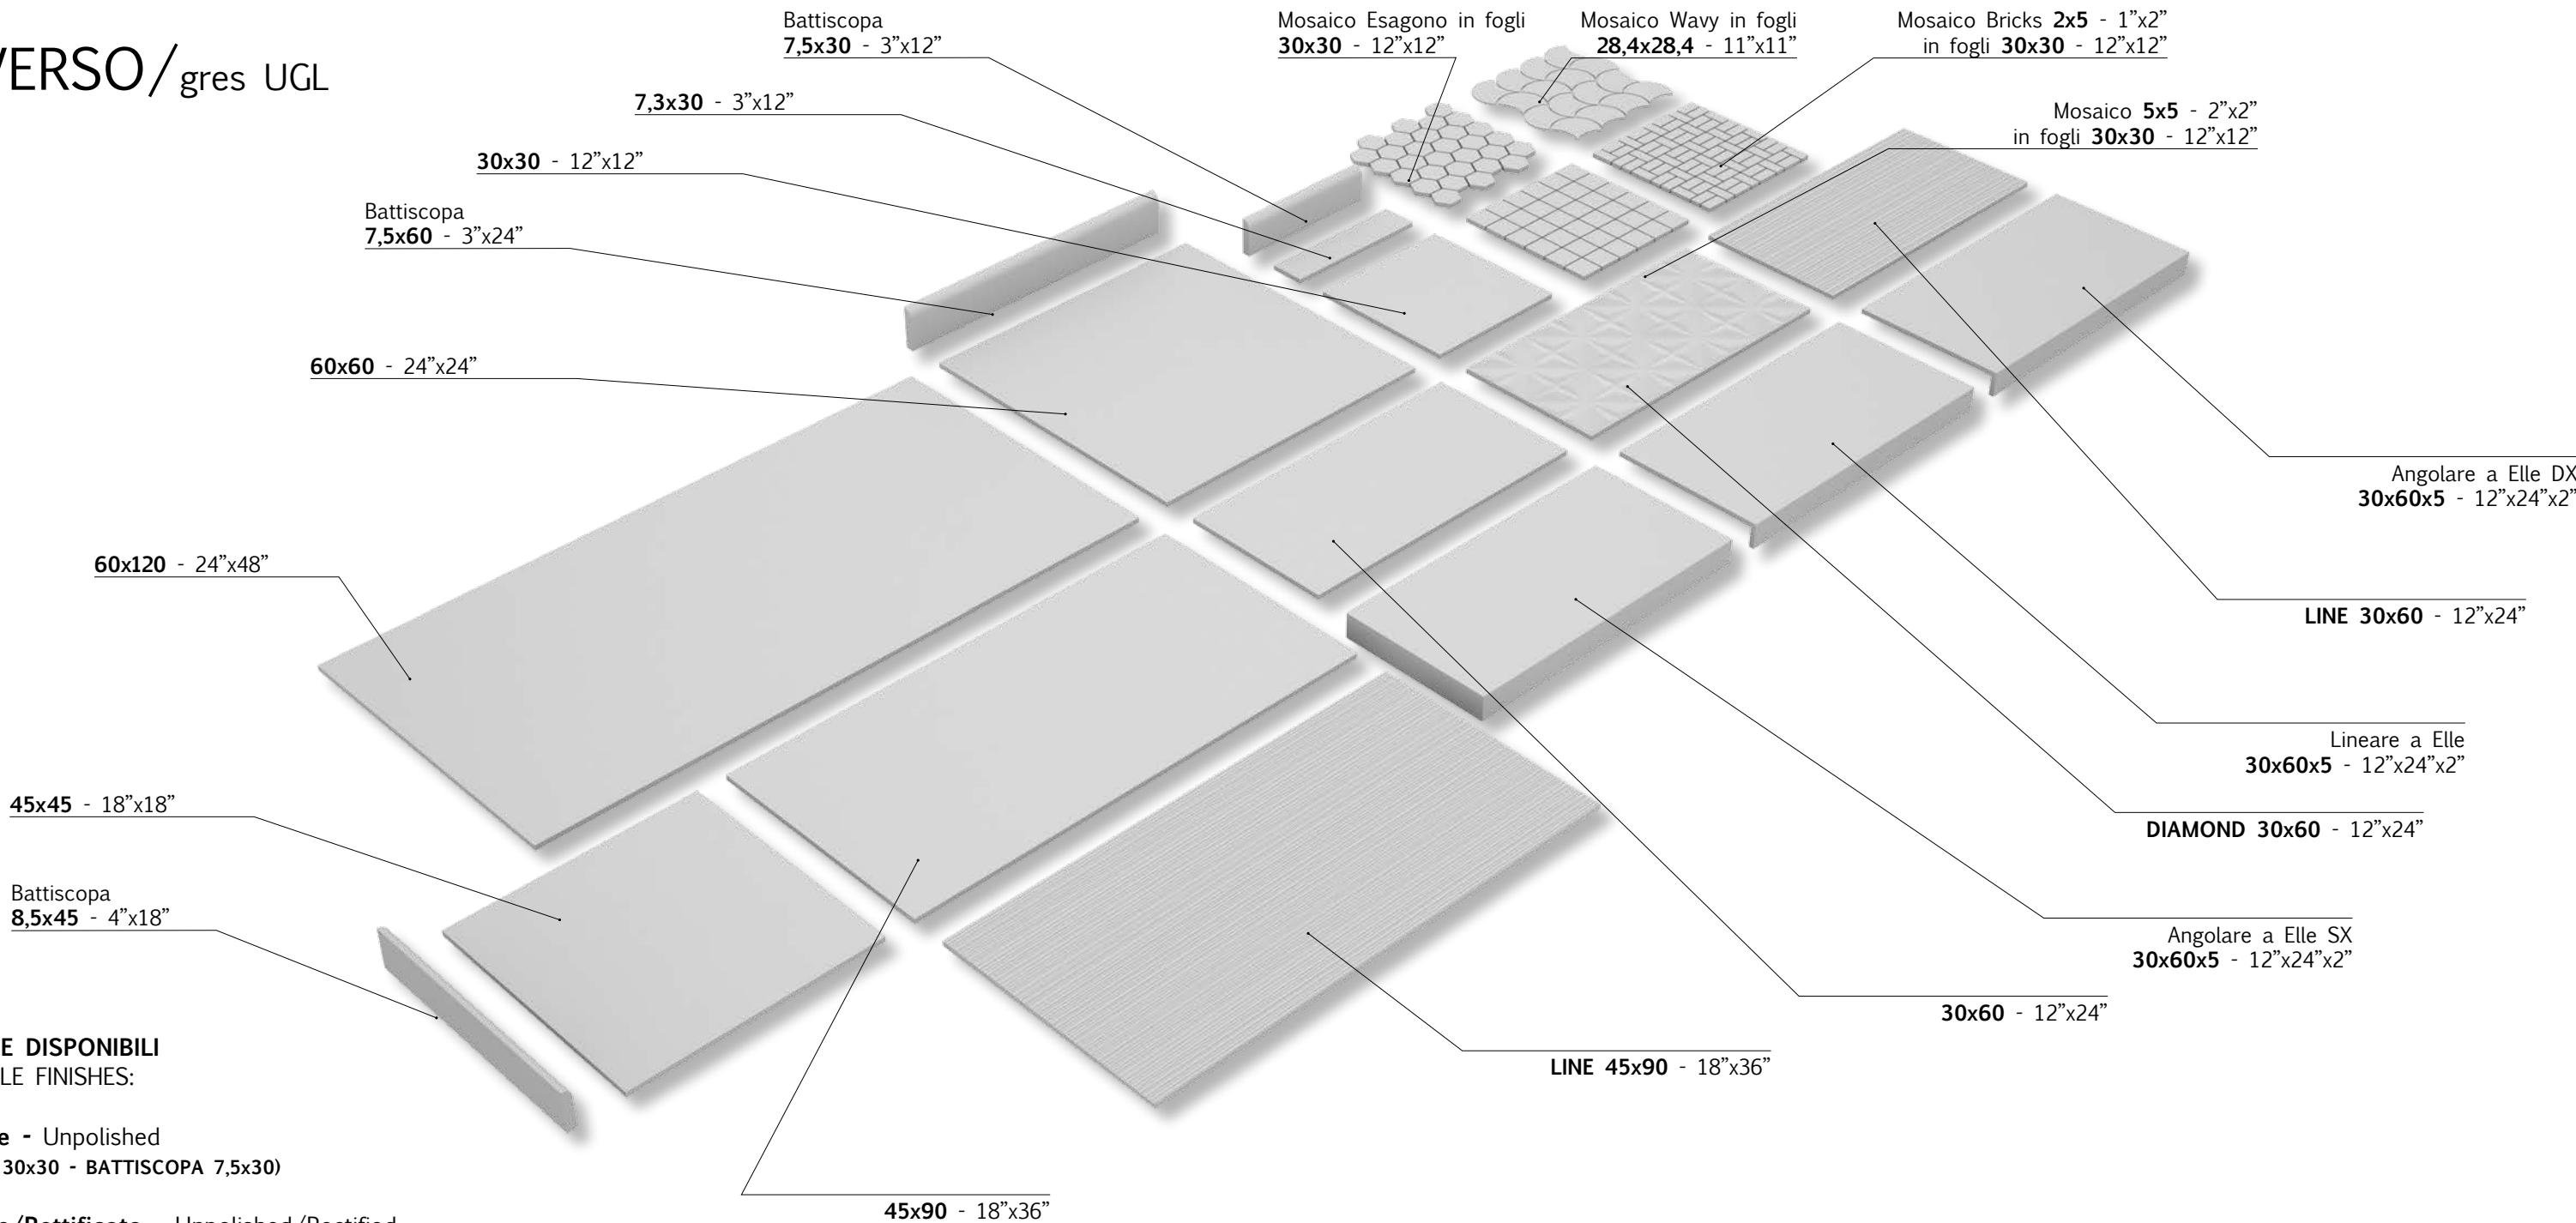 VERSO/gres UGL
Battiscopa
7,5x30 - 3”x12”
Mosaico Esagono in fogli
30x30 - 12”x12”
Mosaico Wavy in fogli
28,4x28,4 - 11”x11”
Mosaico Bricks 2x5 - 1”x2”
in fogli 30x30 - 12”x12”
7,3x30 - 3”x12”
Mosaico 5x5 - 2”x2”
in fogli 30x30 - 12”x12”
30x30 - 12”x12”
Battiscopa
7,5x60 - 3”x24”
60x60 - 24”x24”
Angolare a Elle DX
30x60x5 - 12”x24”x2”
60x120 - 24”x48”
LINE 30x60 - 12”x24”
Lineare a Elle
30x60x5 - 12”x24”x2”
45x45 - 18”x18”
DIAMOND 30x60 - 12”x24”
Battiscopa
8,5x45 - 4”x18”
Angolare a Elle SX
30x60x5 - 12”x24”x2”
30x60 - 12”x24”
E DISPONIBILI
LE FINISHES:
LINE 45x90 - 18”x36”
e - Unpolished
30x30 - BATTISCOPA 7,5x30)
45x90 - 18”x36”
/Rettificato - Unpolished/Rectified